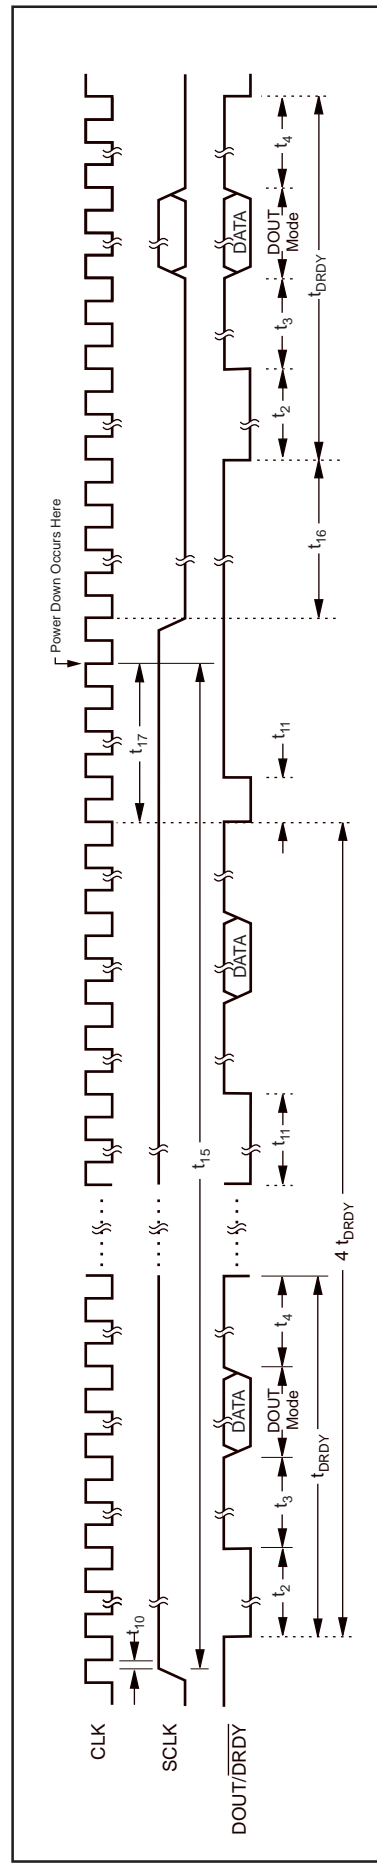 Power Down Occurs Here
CLK
t10
t17
SCLK
t15
DOUT/DRDY
DATA
DATA
DATA
t2
t3
DOUT
Mode
t4
t11
t11
t16
t2
t3
DOUT
Mode
t4
tDRDY
tDRDY
4 tDRDY